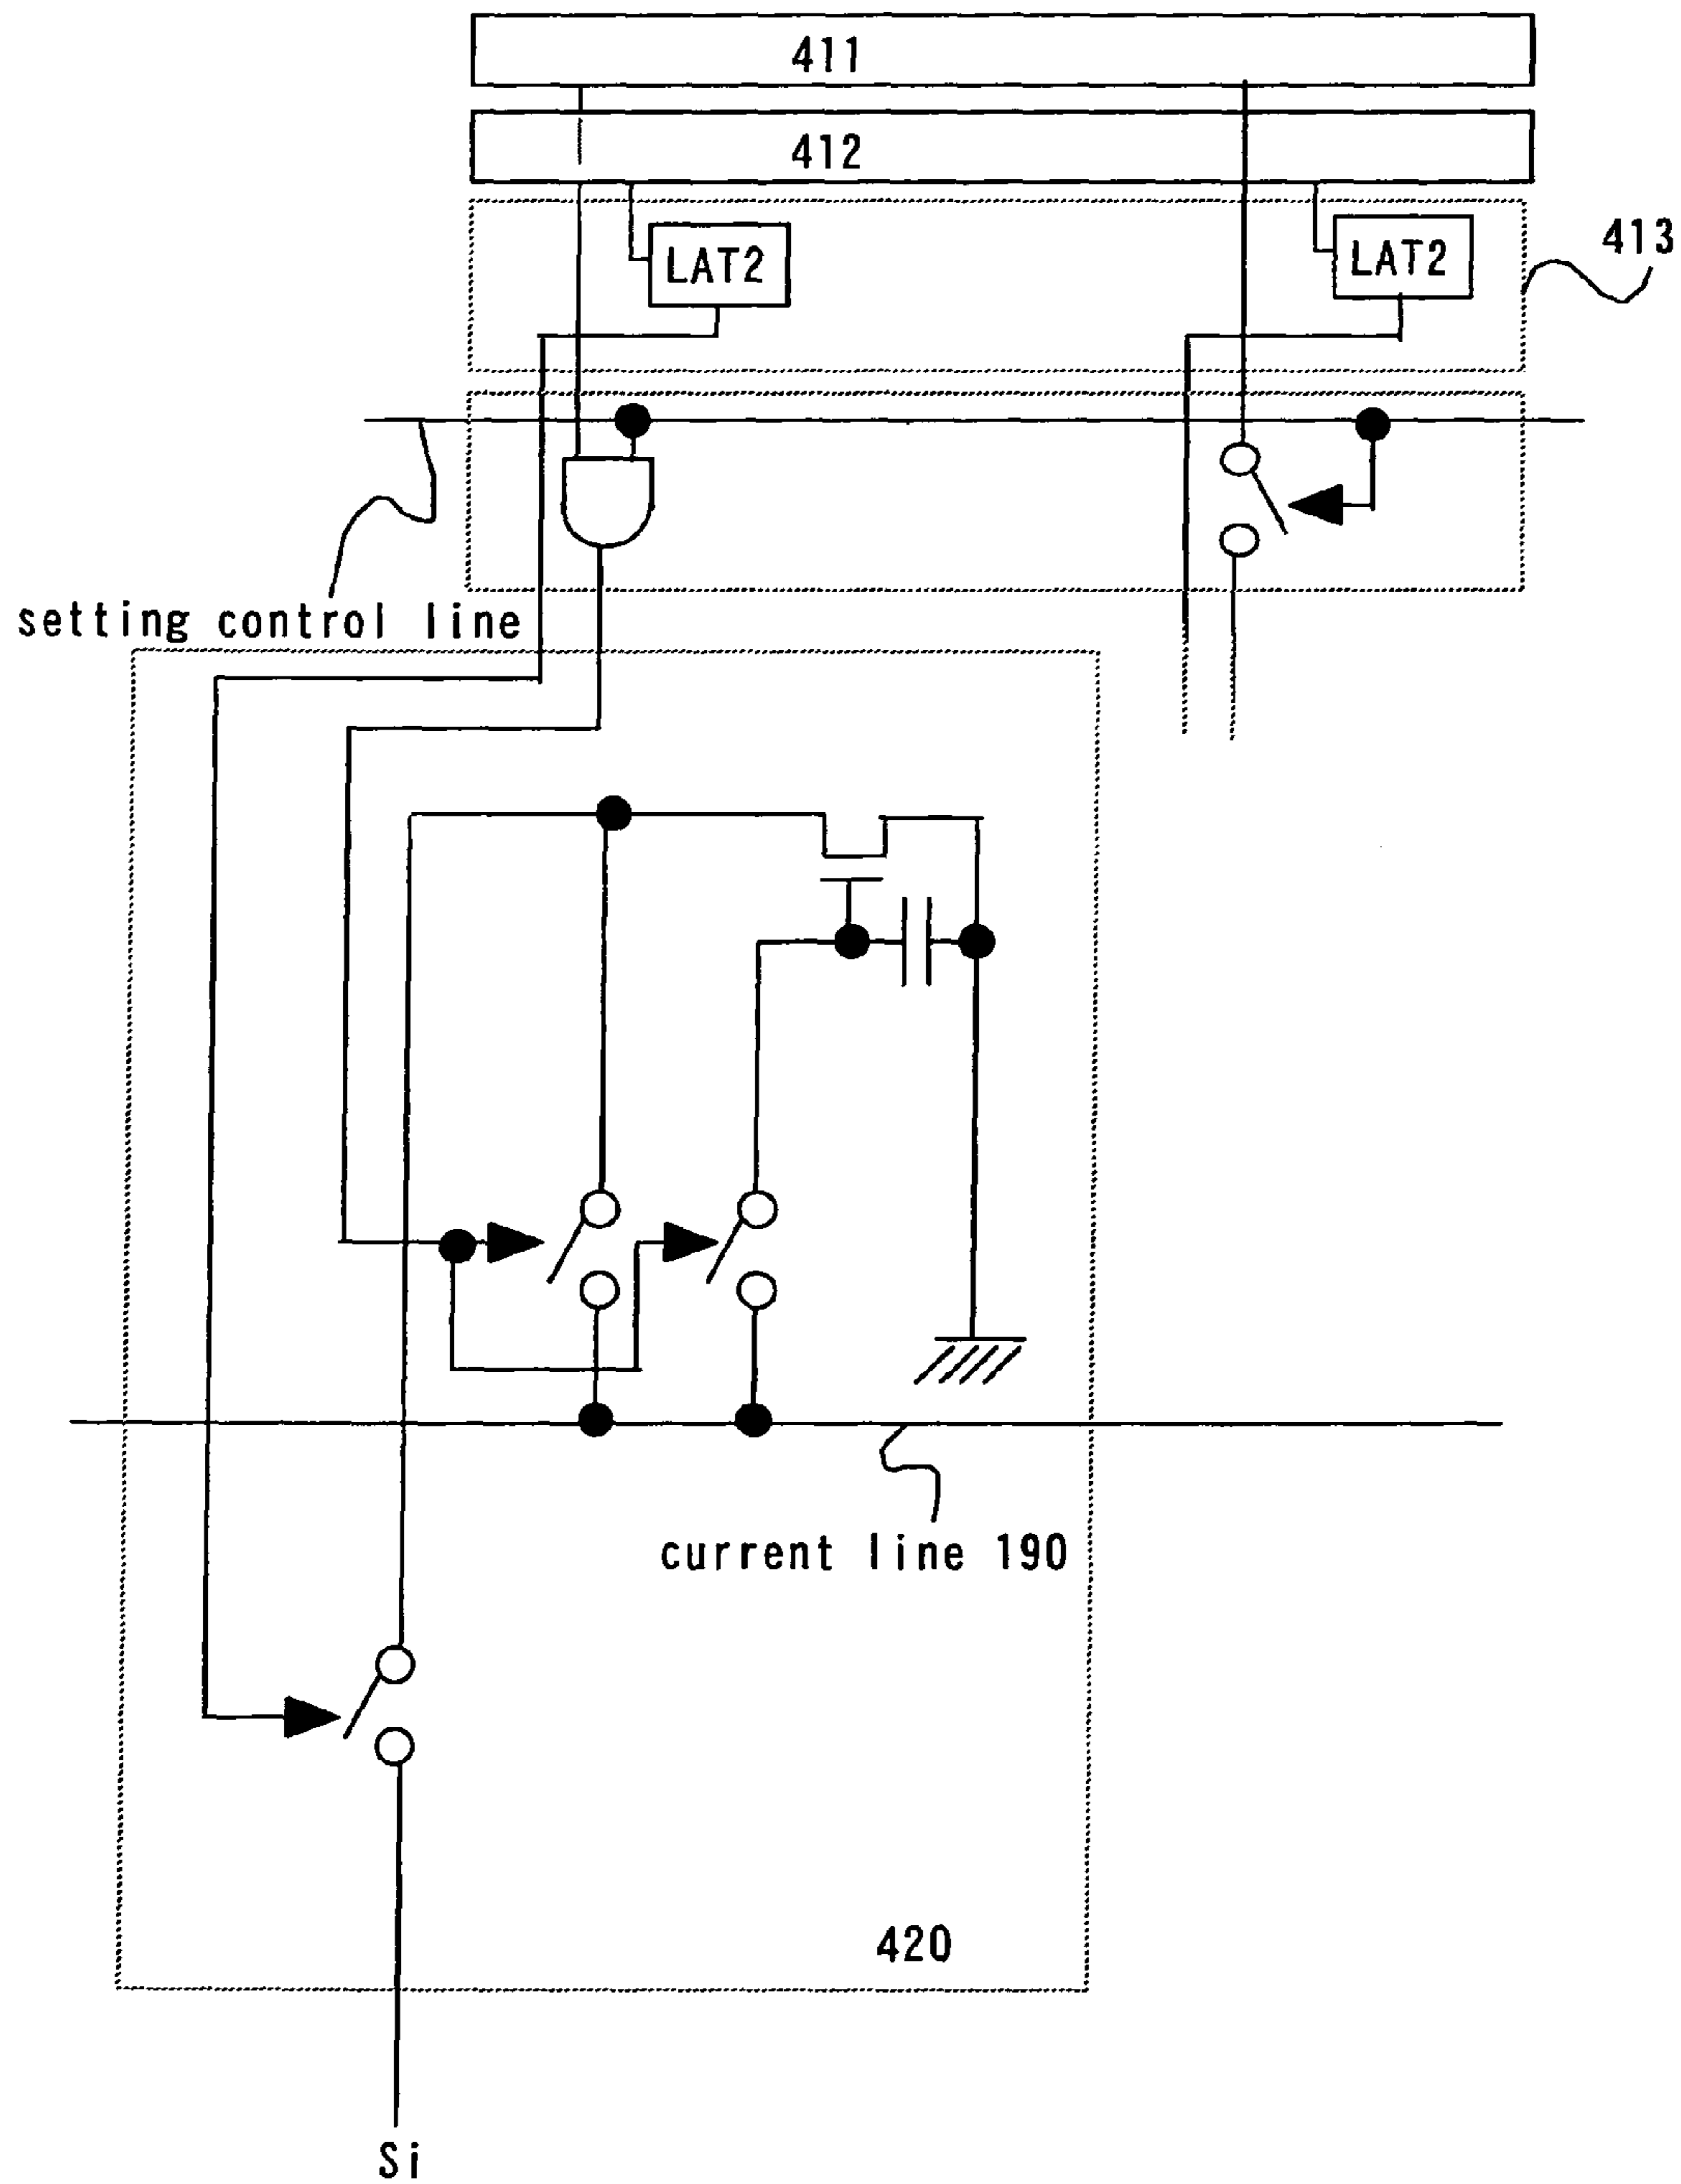 411
412
LAT2
LAT2
413
setting control line
current line 190
420
Si